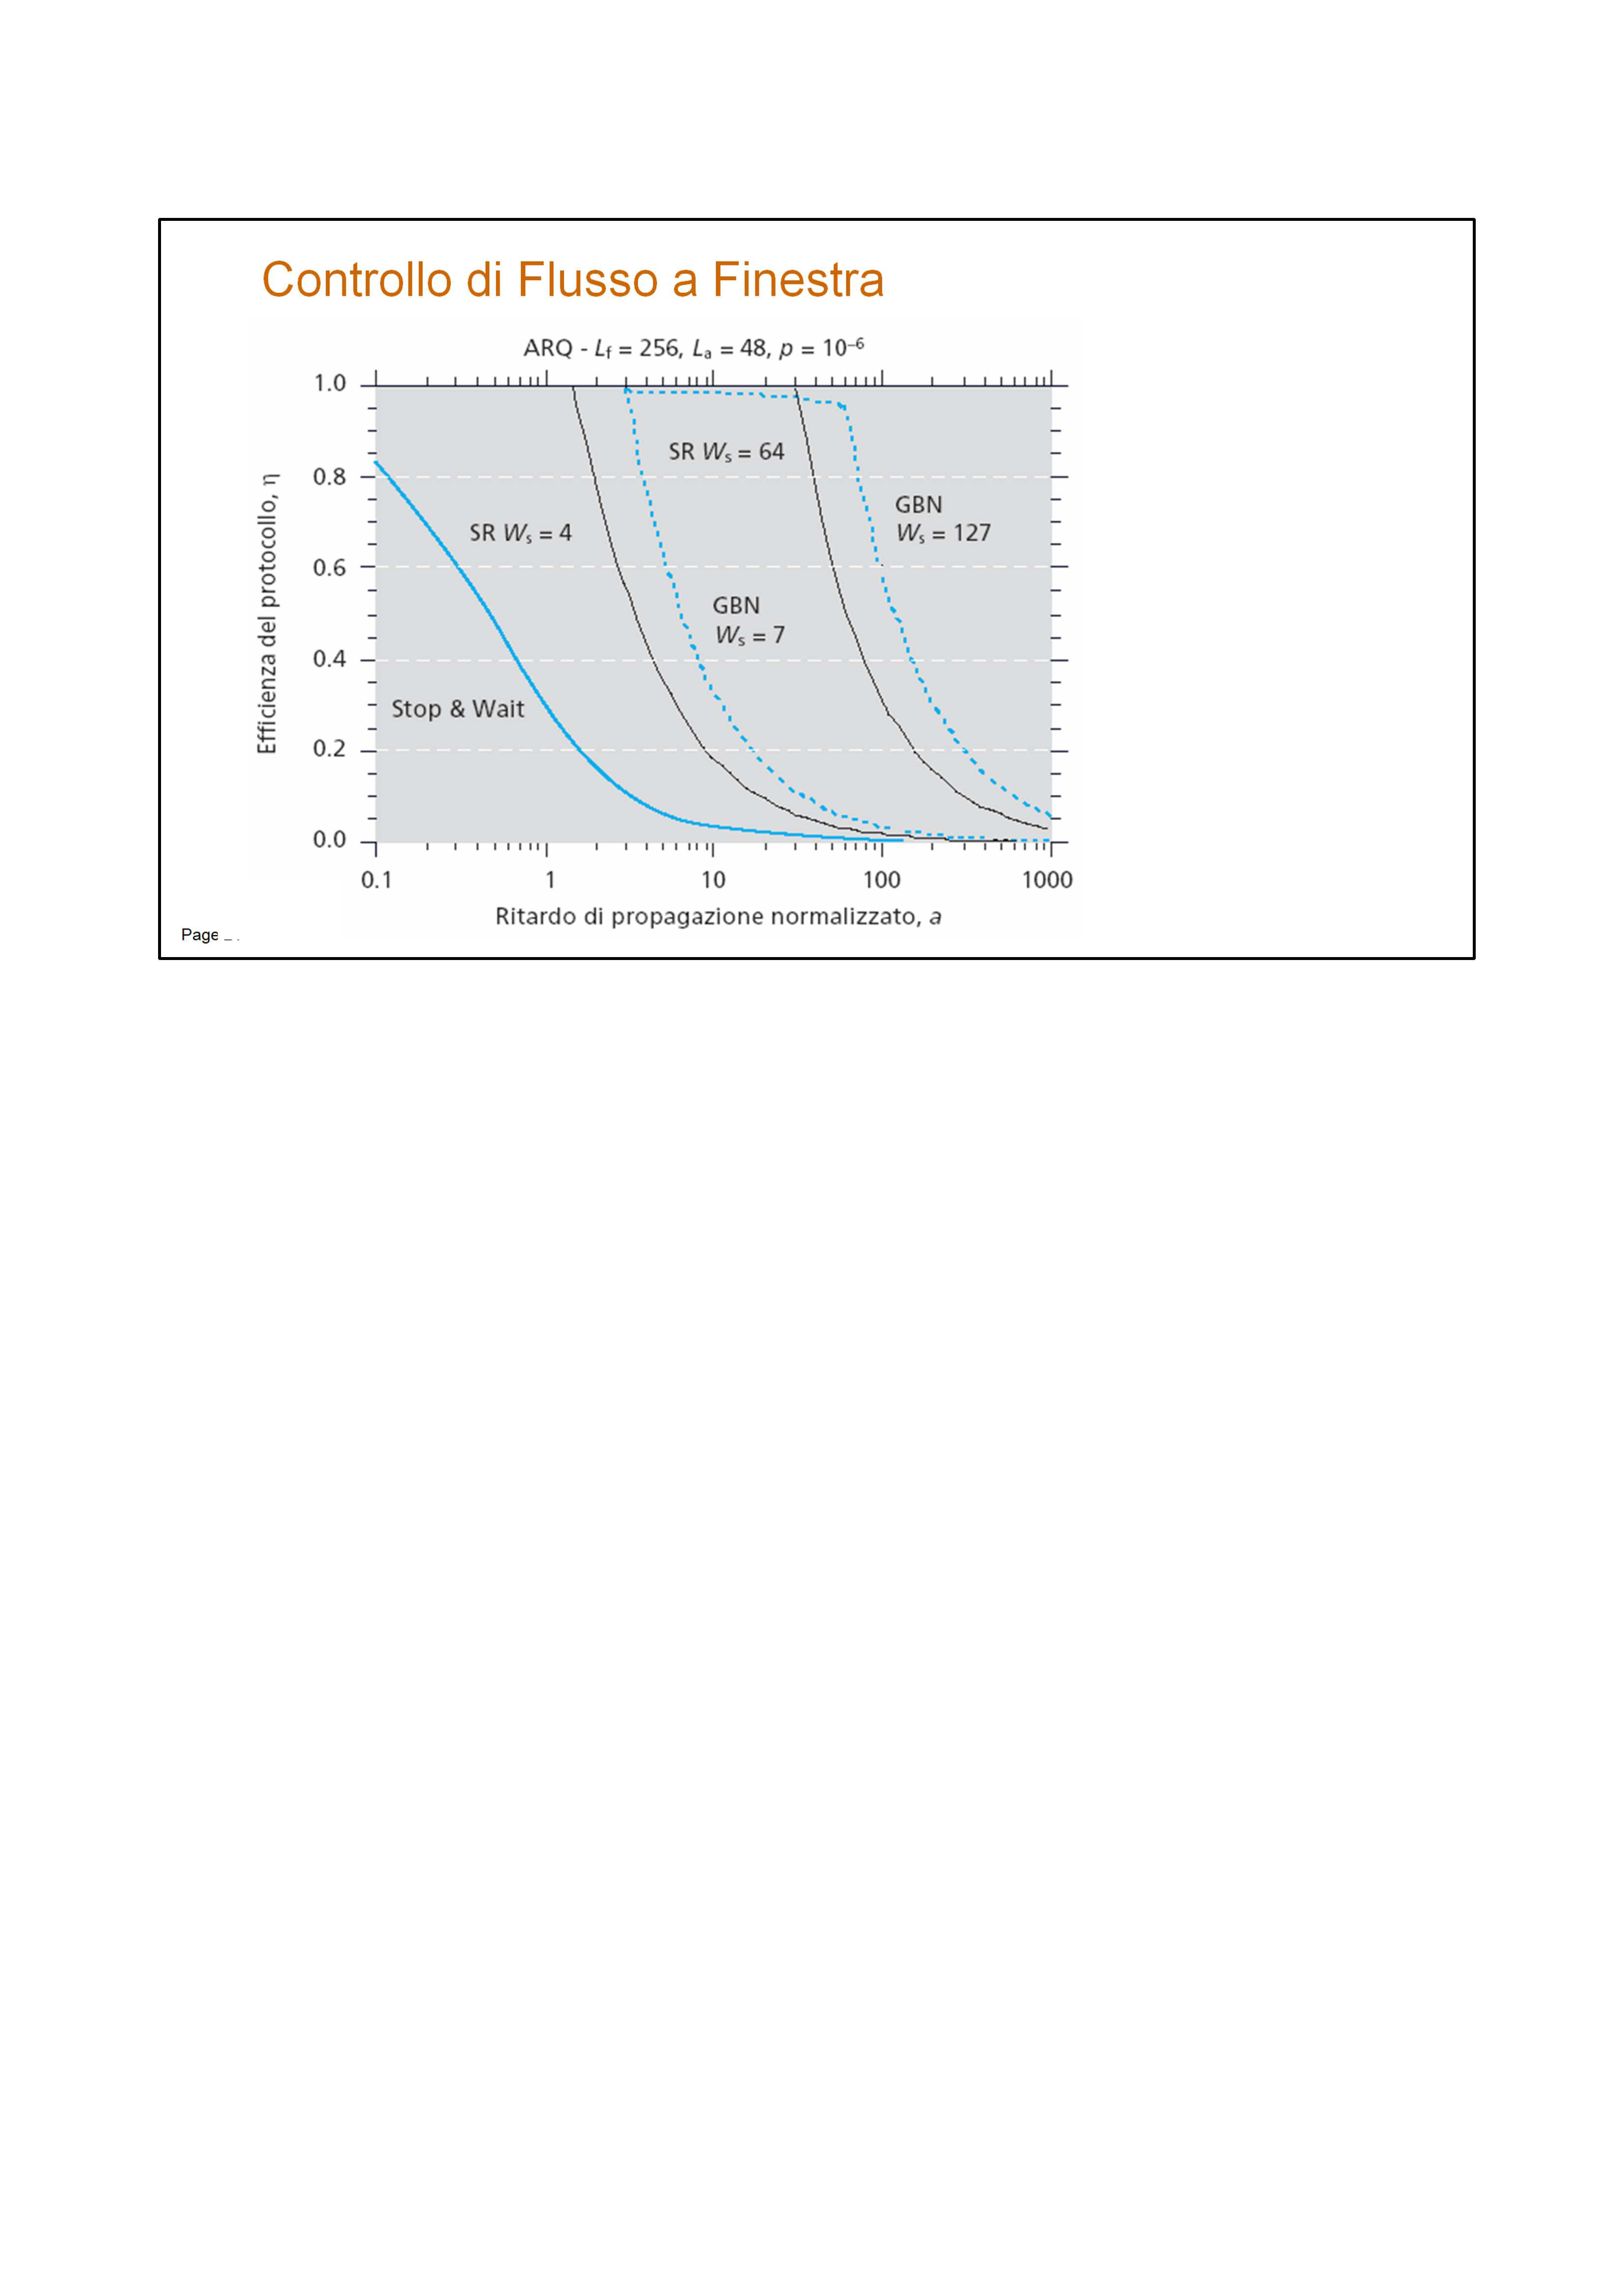 Controllo di Flusso a Finestra
ARQ - Lf = 256, La = 48, p = 10–6
1.0
0.8
0.6
0.4
0.2
0.0
Efficienza del protocollo, η
SR Ws = 64
GBN
Ws = 127
SR Ws = 4
GBN
Ws = 7
Stop & Wait
0.1 1 10 100 1000
Ritardo di propagazione normalizzato, a
Page